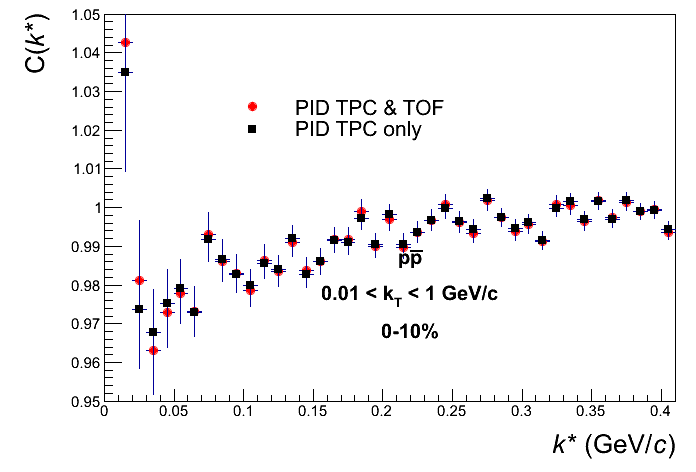 C(k*)
1.05
1.04
1.03
1.02
1.01
1
0.99
0.98
0.97
0.96
0.95
PID TPC & TOF
PID TPC only
pp̅
0.01 < kT < 1 GeV/c
0-10%
0 0.05 0.1 0.15 0.2 0.25 0.3 0.35 0.4
k* (GeV/c)